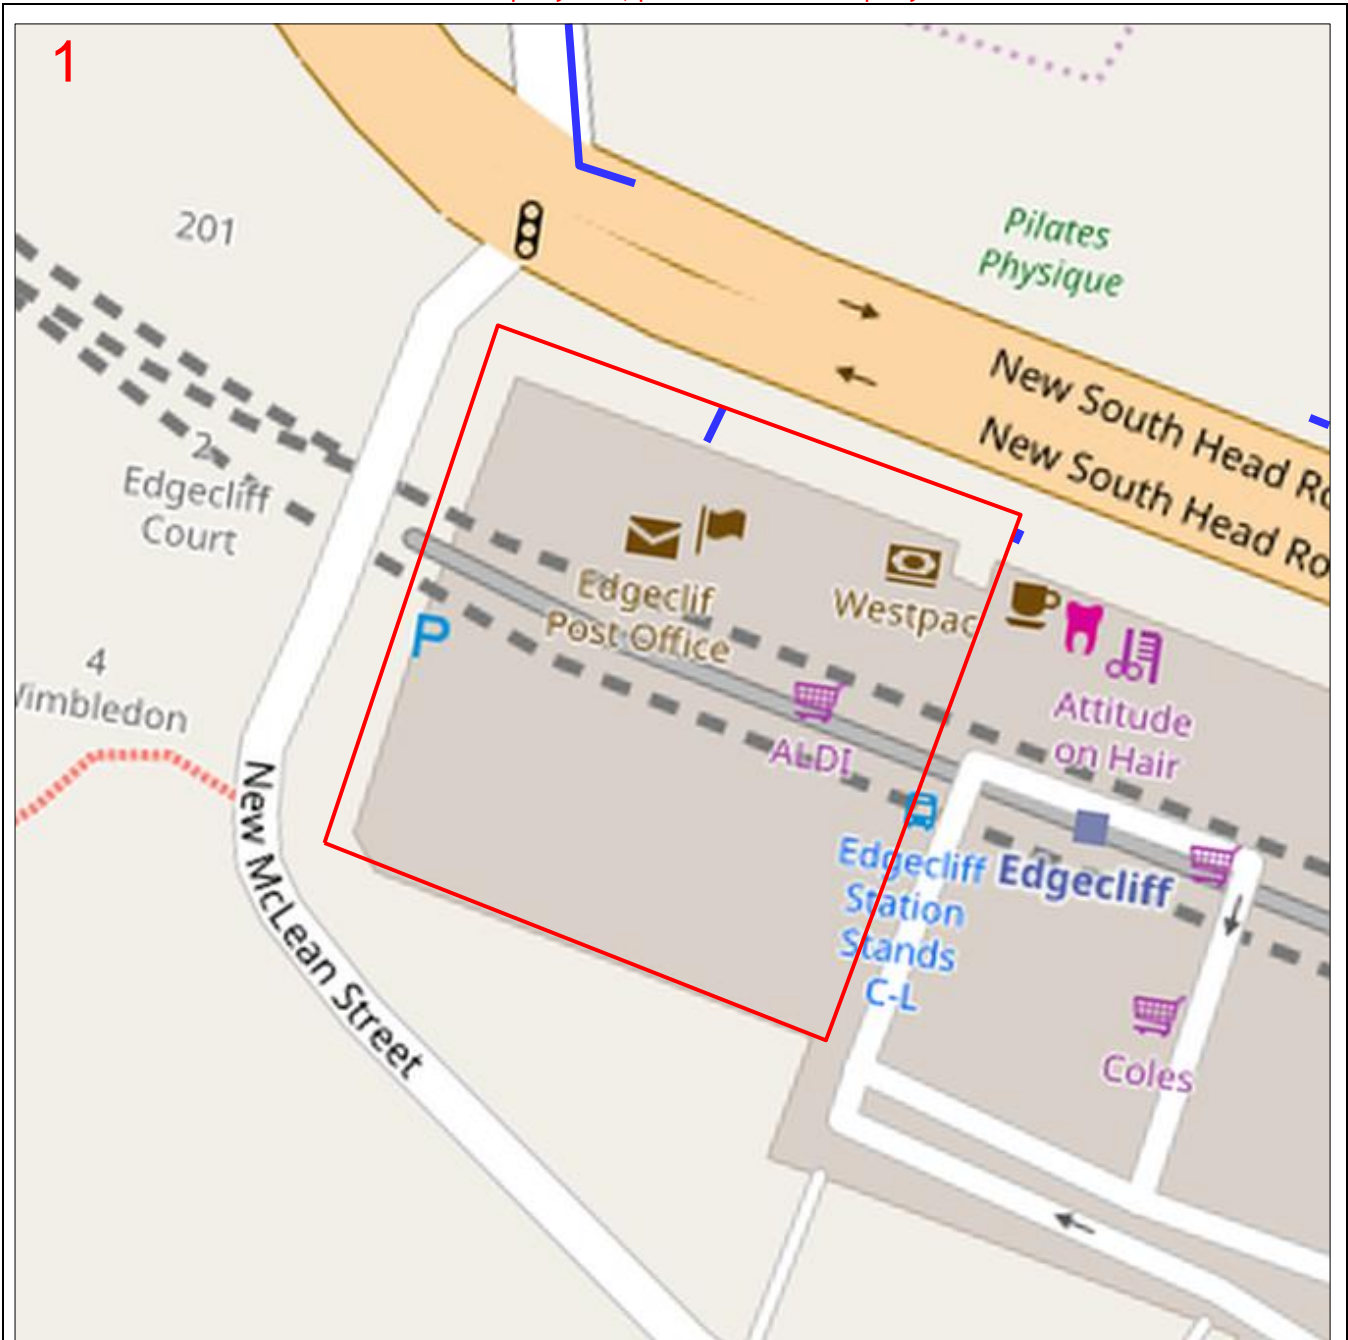 1
201
Pilates
Physique
New South Head Ro
New South Head Ro
2
Edgecliff
Court
Edgeclif
Post Office
Westpac
P
4
Wimbledon
Attitude
on Hair
ALDI
Edgecliff
Station
Stands
C-L
Edgecliff
New McLean Street
Coles